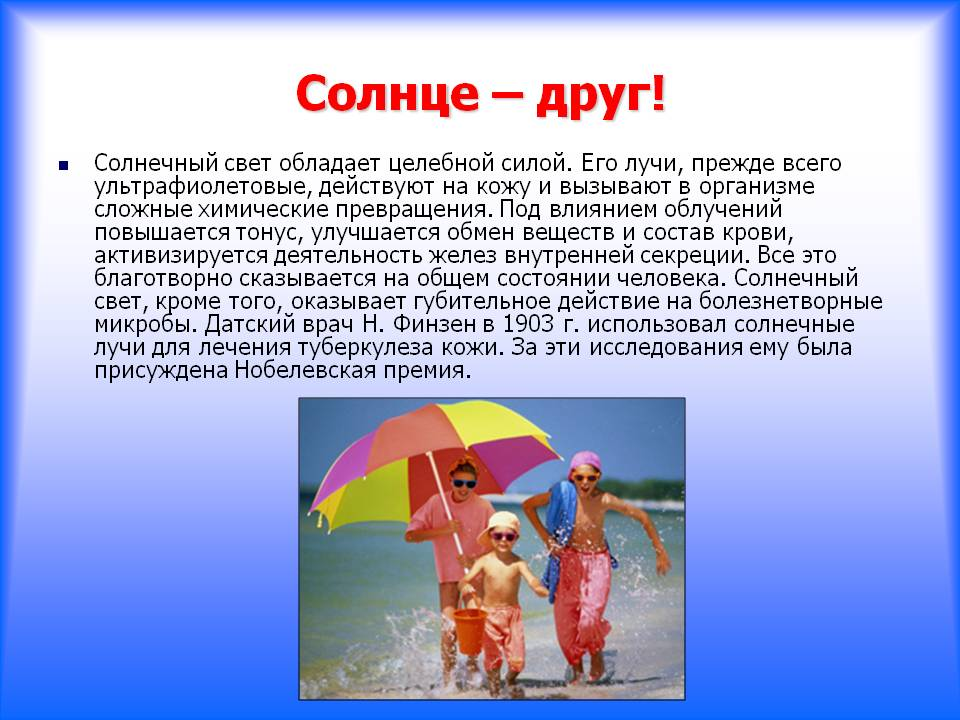 Солнце – друг!
Солнечный свет обладает целебной силой. Его лучи, прежде всего
ультрафиолетовые, действуют на кожу и вызывают в организме
сложные химические превращения. Под влиянием облучений
повышается тонус, улучшается обмен веществ и состав крови,
активизируется деятельность желез внутренней секреции. Все это
благотворно сказывается на общем состоянии человека. Солнечный
свет, кроме того, оказывает губительное действие на болезнетворные
микробы. Датский врач Н. Финзен в 1903 г. использовал солнечные
лучи для лечения туберкулеза кожи. За эти исследования ему была
присуждена Нобелевская премия.